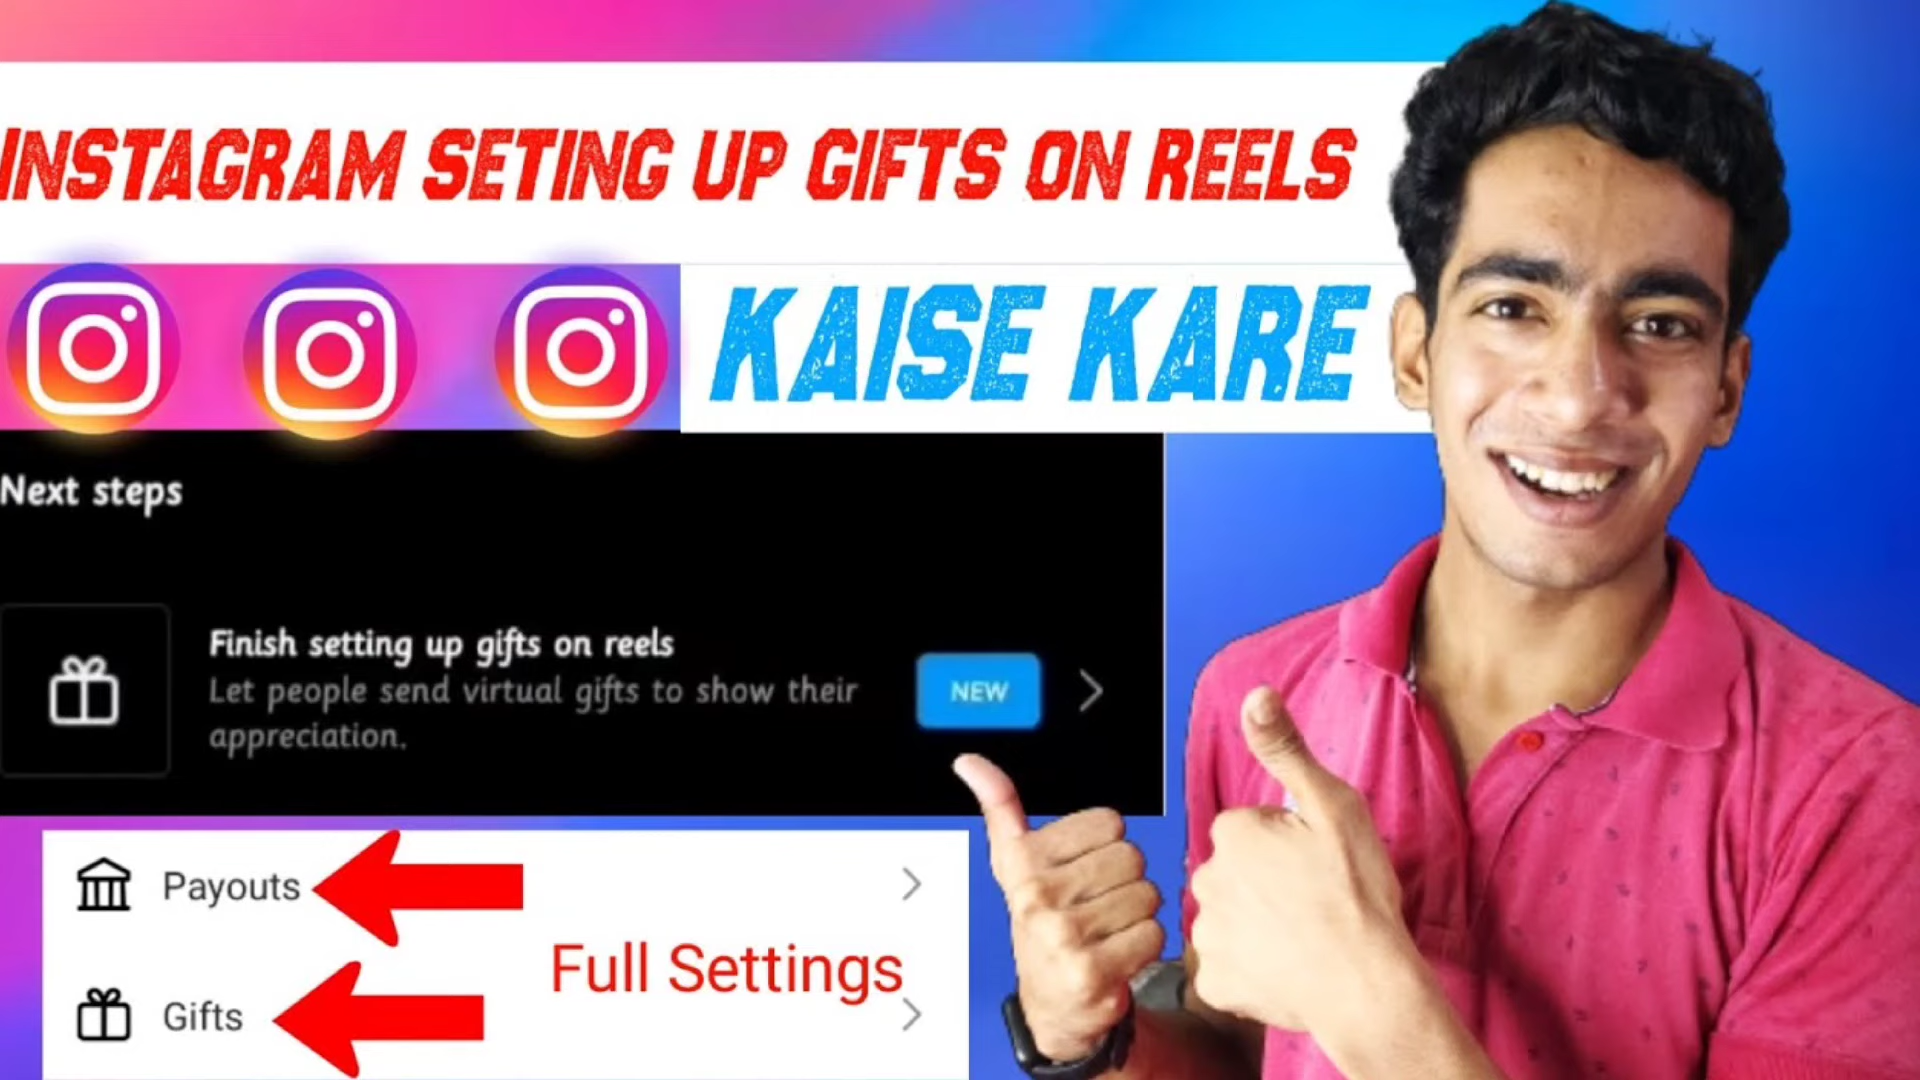 INSTAGRAM SETING UP GIFTS ON REELS
KAISE KARE
Next steps
Finish setting up gifts on reels
Let people send virtual gifts to show their
appreciation.
NEW
Payouts
Full Settings
Gifts